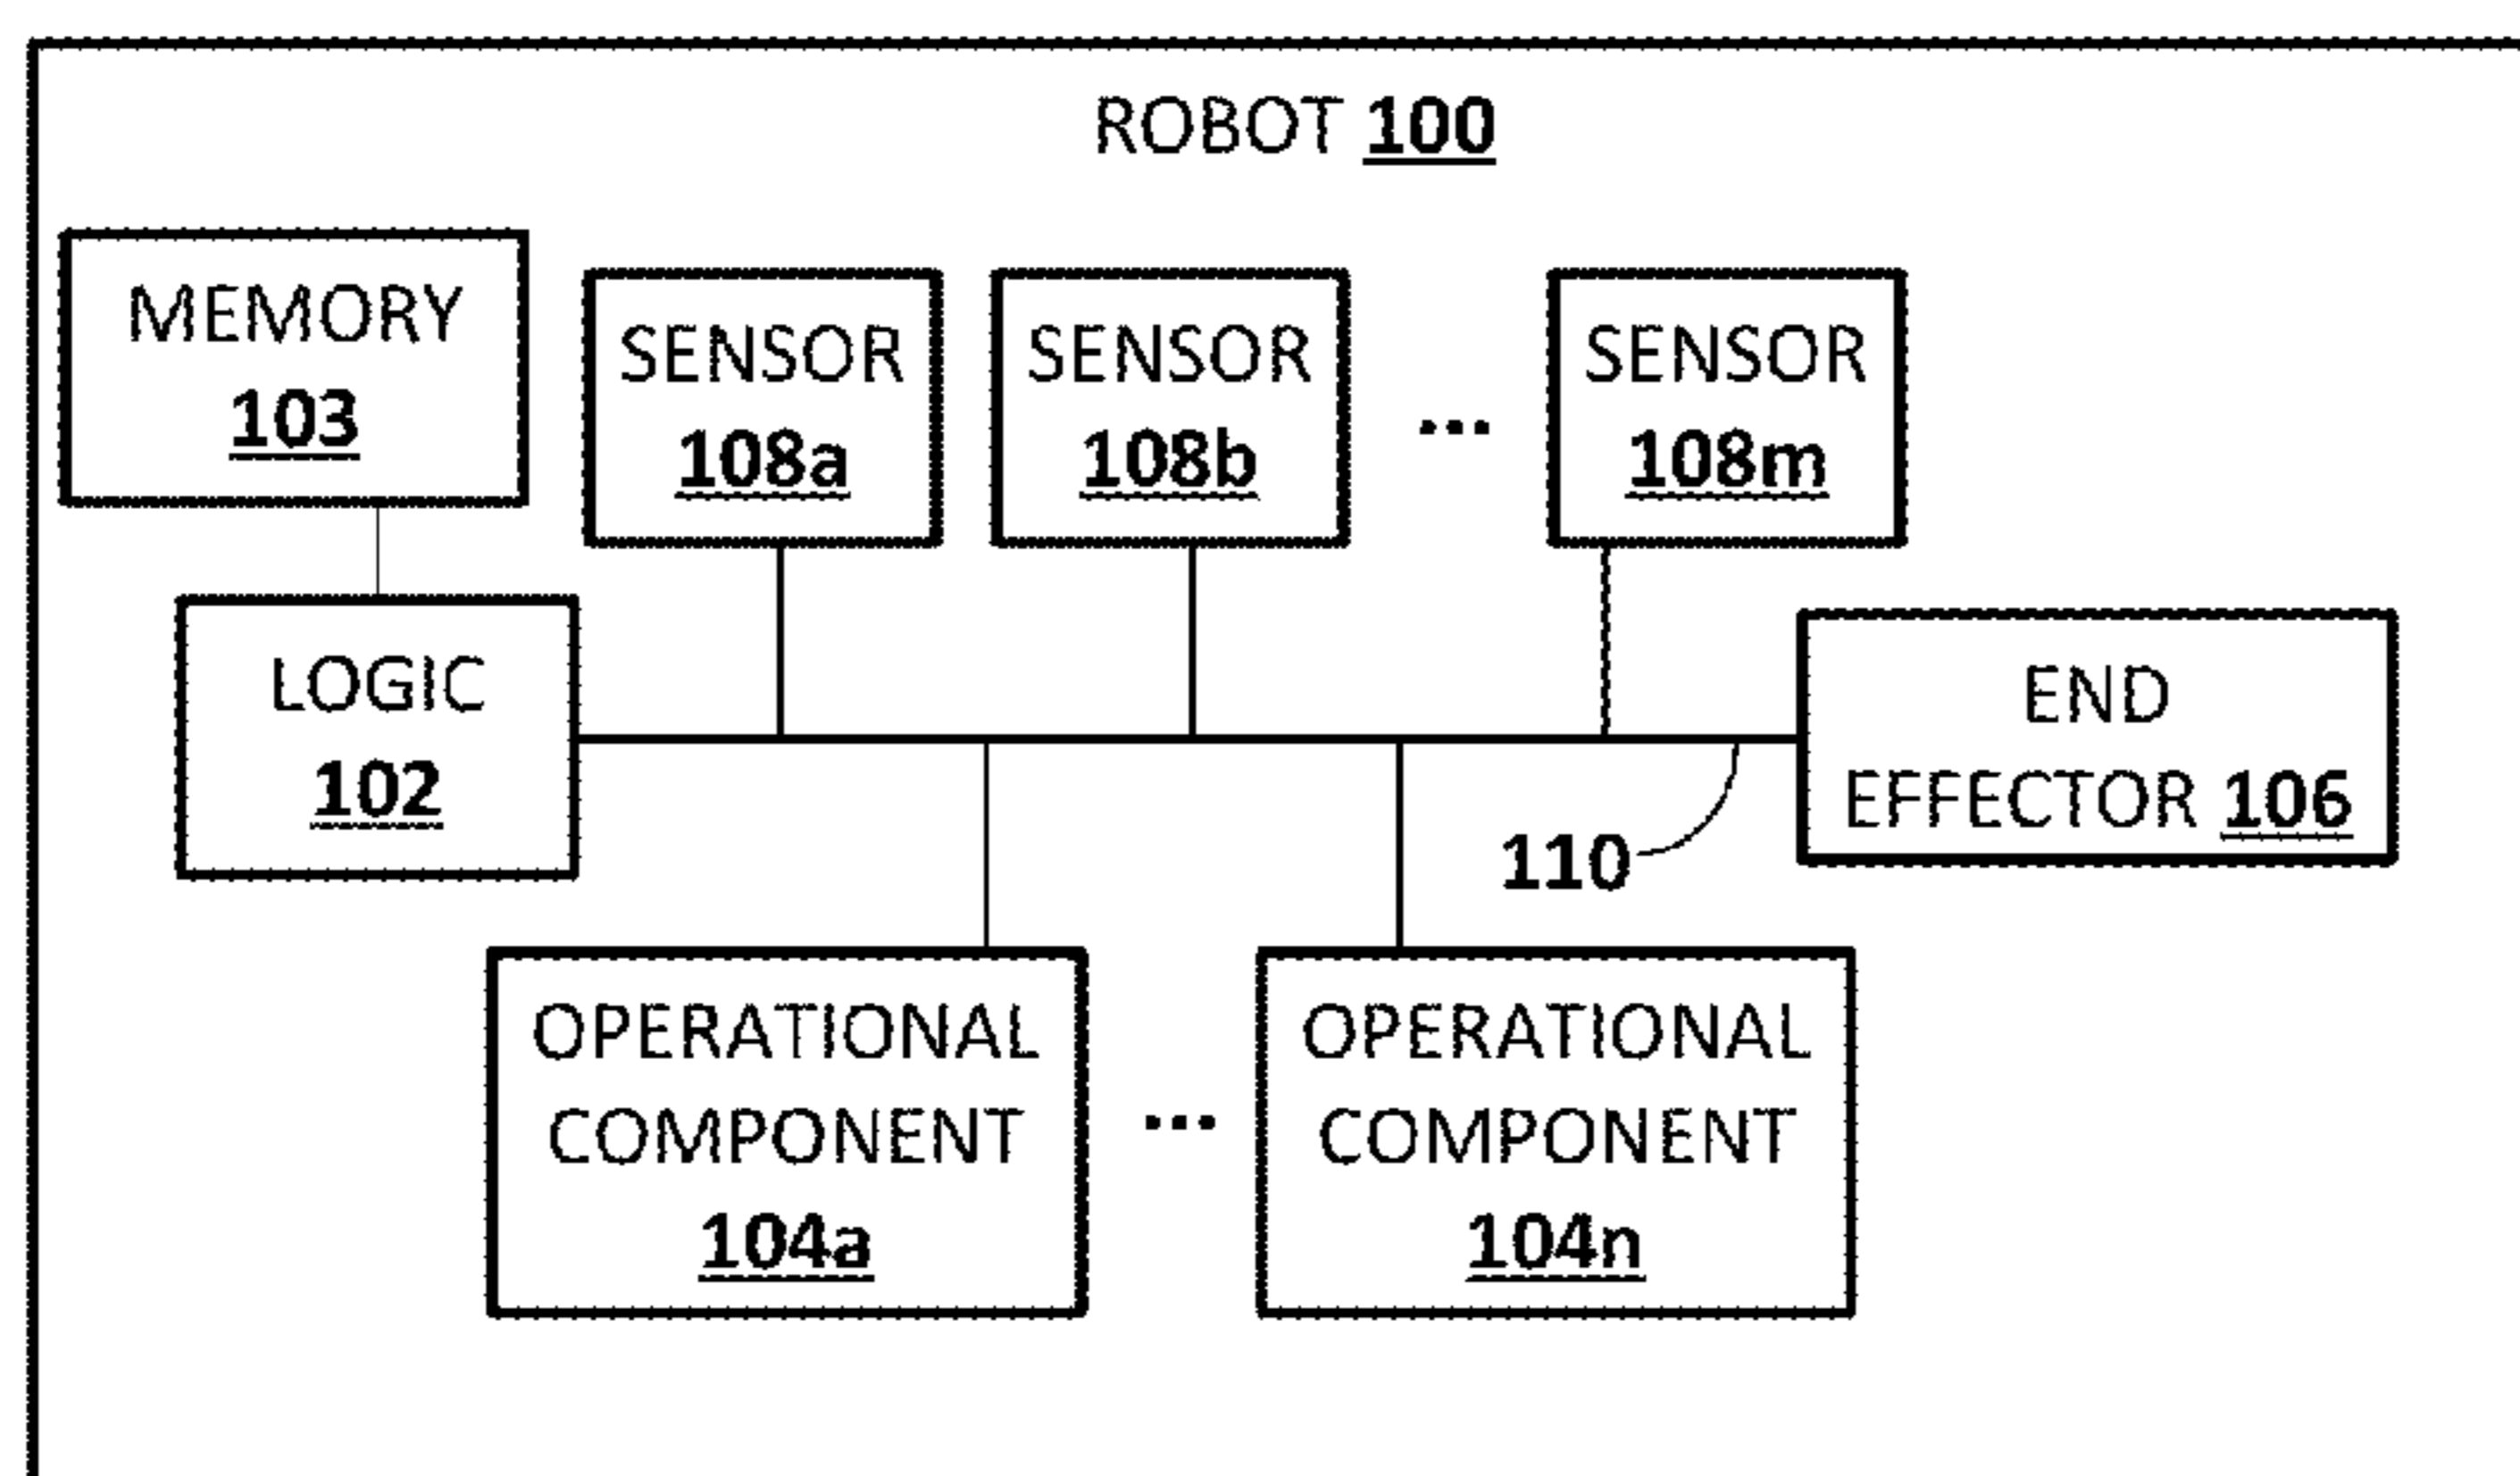 ROBOT 100
MEMORY
103
SENSOR
108a
SENSOR
108b
...
SENSOR
108m
LOGIC
102
END
EFFECTOR 106
110
OPERATIONAL
COMPONENT
104a
...
OPERATIONAL
COMPONENT
104n